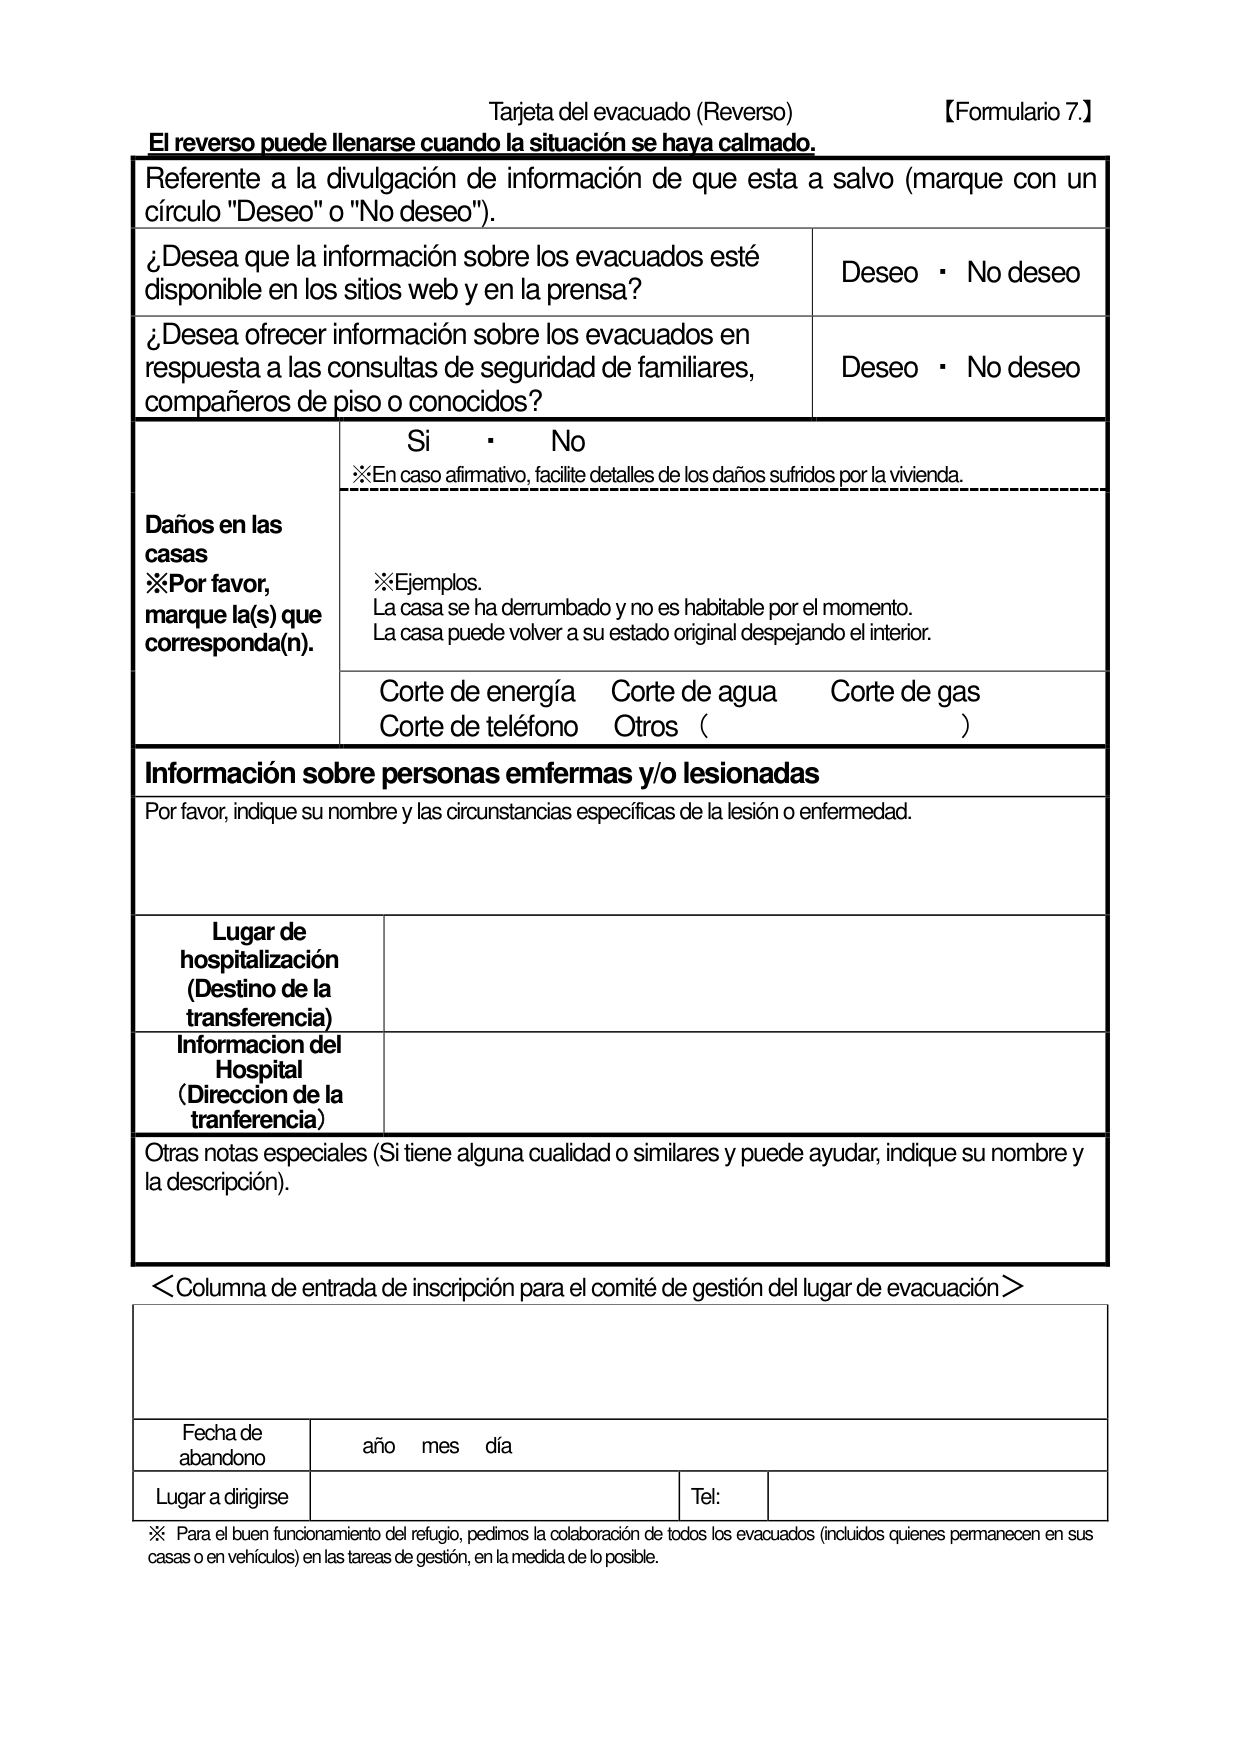 Tarjeta del evacuado (Reverso) 【Formulario 7.】
El reverso puede llenarse cuando la situación se haya calmado.
Referente a la divulgación de información de que esta a salvo (marque con un
círculo "Deseo" o "No deseo").
¿Desea que la información sobre los evacuados esté
disponible en los sitios web y en la prensa?
Deseo ・ No deseo
¿Desea ofrecer información sobre los evacuados en
respuesta a las consultas de seguridad de familiares,
compañeros de piso o conocidos?
Deseo ・ No deseo
Daños en las
casas
※Por favor,
marque la(s) que
corresponda(n).
Si ・ No
※En caso afirmativo, facilite detalles de los daños sufridos por la vivienda.
※Ejemplos.
La casa se ha derrumbado y no es habitable por el momento.
La casa puede volver a su estado original despejando el interior.
Corte de energía Corte de agua Corte de gas
Corte de teléfono Otros （ ）
Información sobre personas emfermas y/o lesionadas
Por favor, indique su nombre y las circunstancias específicas de la lesión o enfermedad.
Lugar de
hospitalización
(Destino de la
transferencia)
Informacion del
Hospital
（Direccion de la
tranferencia）
Otras notas especiales (Si tiene alguna cualidad o similares y puede ayudar, indique su nombre y
la descripción).
＜Columna de entrada de inscripción para el comité de gestión del lugar de evacuación＞
Fecha de
abandono
año mes día
Lugar a dirigirse
Tel:
※ Para el buen funcionamiento del refugio, pedimos la colaboración de todos los evacuados (incluidos quienes permanecen en sus
casas o en vehículos) en las tareas de gestión, en la medida de lo posible.